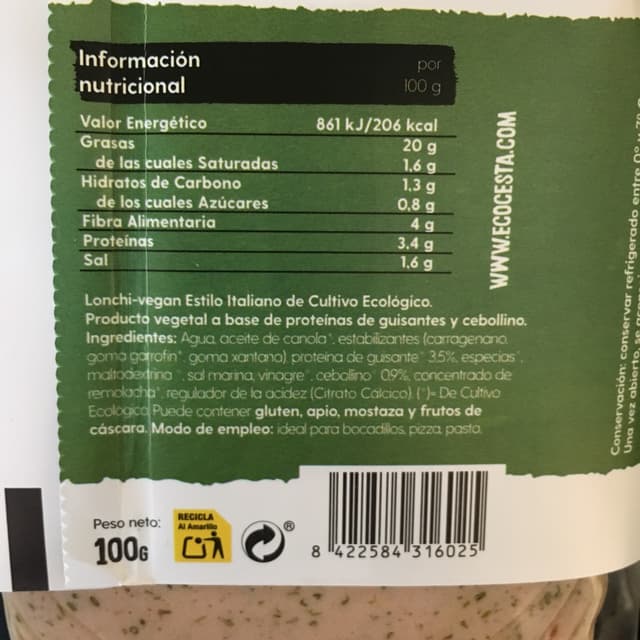 Información por
nutricional 100 g
Valor Energético 861 kJ/206 kcal
Grasas 20 g
de las cuales Saturadas 1,6 g
Hidratos de Carbono 1,3 g
de los cuales Azúcares 0,8 g
Fibra Alimentaria 4 g
Proteínas 3,4 g
Sal 1,6 g
WWW.ECOCESTA.COM
Lonchi-vegan Estilo Italiano de Cultivo Ecológico.
Producto vegetal a base de proteínas de guisantes y cebollino.
Ingredientes: Agua, aceite de canola*, estabilizantes (carragenano,
goma garrofín*, goma xantana), proteína de guisante* 3,5%, especias*,
maltodextrina*, sal marina, vinagre*, cebollino* 0,9%, concentrado de
remolacha*, regulador de la acidez (Citrato Cálcico). (*)= De Cultivo
Ecológico. Puede contener gluten, apio, mostaza y frutos de
cáscara. Modo de empleo: ideal para bocadillos, pizza, pasta.
Conservación: conservar refrigerado entre 0º
Una vez abierto,
Peso neto:
100G
RECICLA
Al Amarillo
®
8 422584 316025